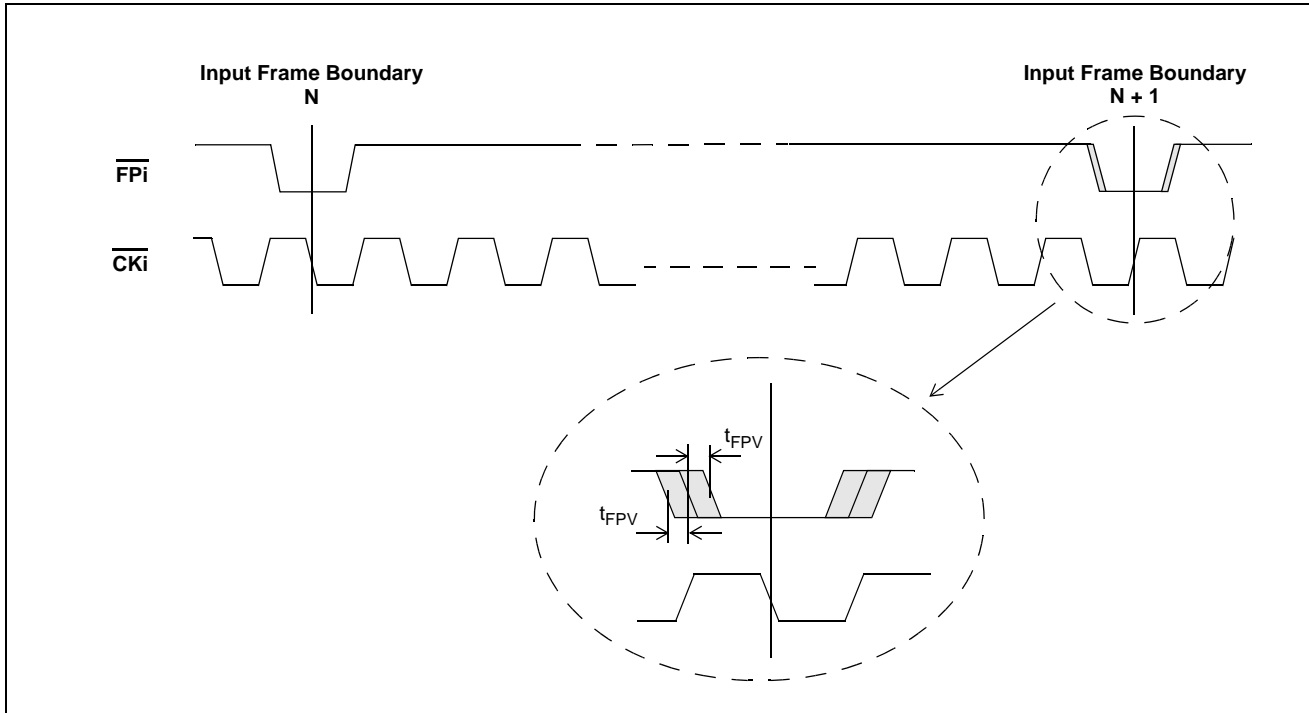 Input Frame Boundary
N
Input Frame Boundary
N + 1
FPi
CKi
tFPV
tFPV